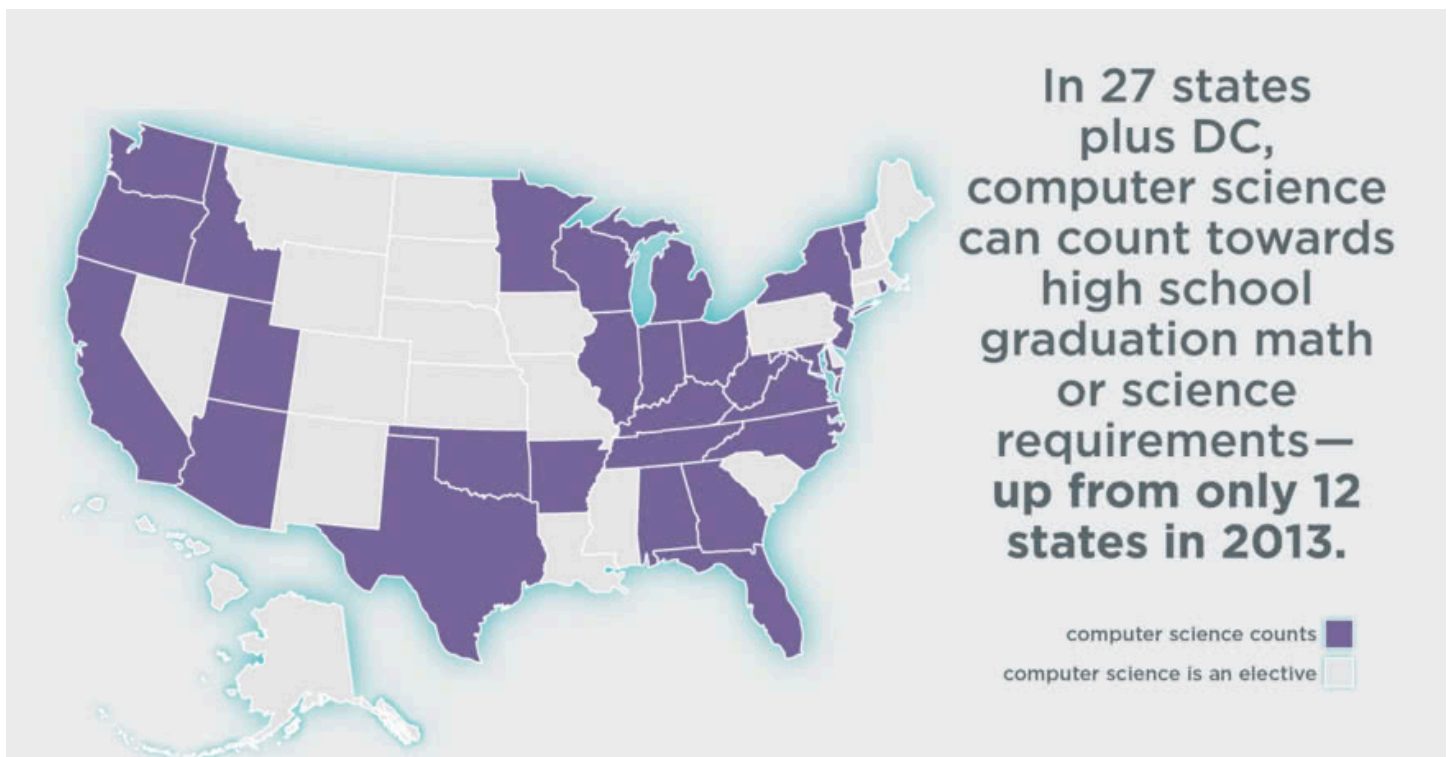 In 27 states
plus DC,
computer science
can count towards
high school
graduation math
or science
requirements—
up from only 12
states in 2013.
computer science counts
computer science is an elective